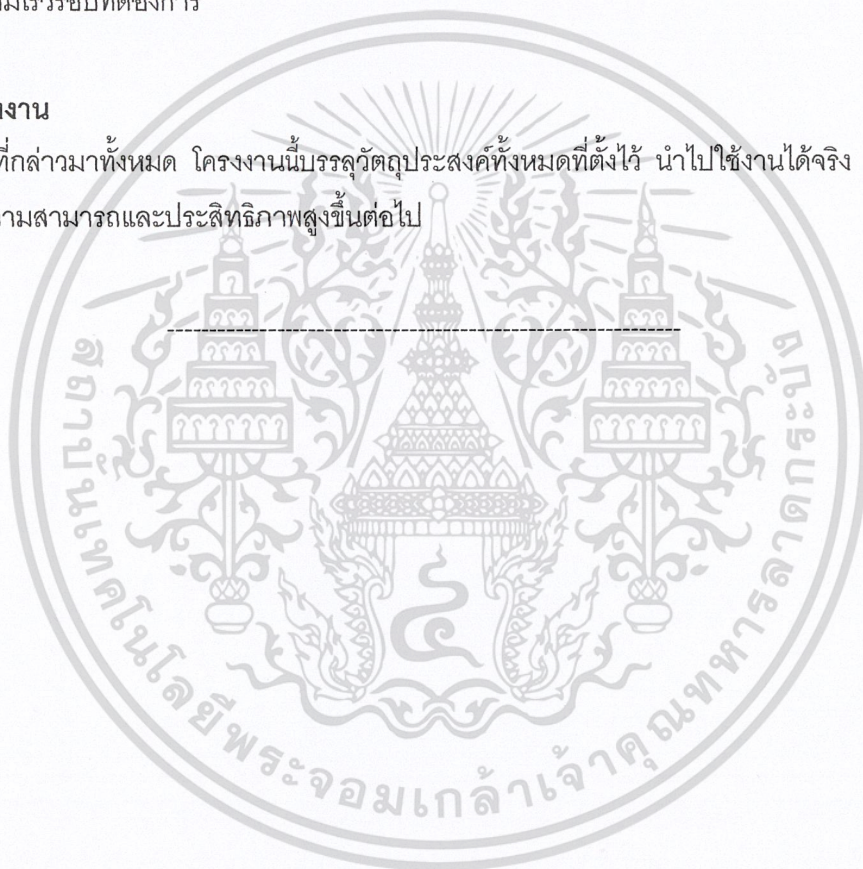 งาน
ที่กล่าวมาทั้งหมด โครงงานนี้บรรลุวัตถุประสงค์ทั้งหมดที่ตั้งไว้ นำไปใช้งานได้จริง
วามสามารถและประสิทธิภาพสูงขึ้นต่อไป
สถาบันเทคโนโลยีพระจอมเกล้าเจ้าคุณทหารลาดกระบัง
๔